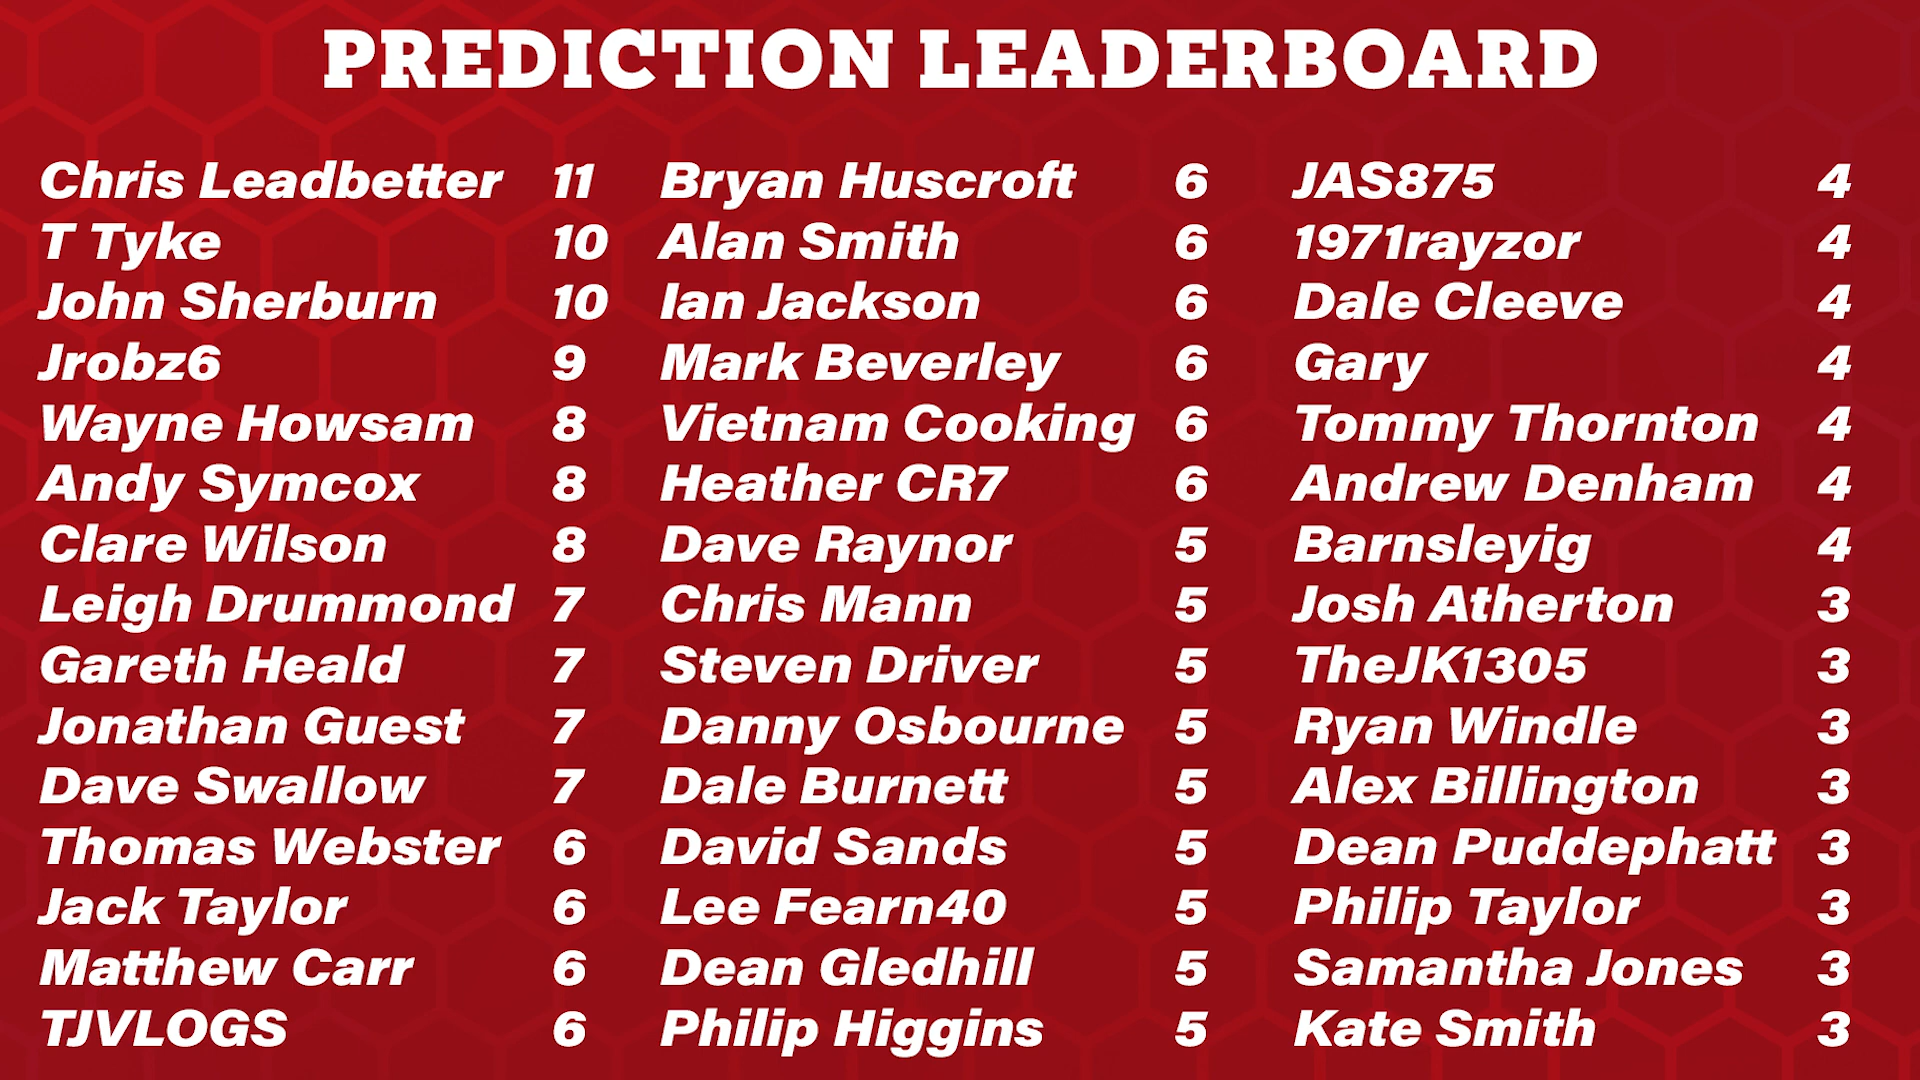 PREDICTION LEADERBOARD
Chris Leadbetter 11
T Tyke 10
John Sherburn 10
Jrobz6 9
Wayne Howsam 8
Andy Symcox 8
Clare Wilson 8
Leigh Drummond 7
Gareth Heald 7
Jonathan Guest 7
Dave Swallow 7
Thomas Webster 6
Jack Taylor 6
Matthew Carr 6
TJVLOGS 6
Bryan Huscroft 6
Alan Smith 6
Ian Jackson 6
Mark Beverley 6
Vietnam Cooking 6
Heather CR7 6
Dave Raynor 5
Chris Mann 5
Steven Driver 5
Danny Osbourne 5
Dale Burnett 5
David Sands 5
Lee Fearn40 5
Dean Gledhill 5
Philip Higgins 5
JAS875 4
1971rayzor 4
Dale Cleeve 4
Gary 4
Tommy Thornton 4
Andrew Denham 4
Barnsleyig 4
Josh Atherton 3
TheJK1305 3
Ryan Windle 3
Alex Billington 3
Dean Puddephatt 3
Philip Taylor 3
Samantha Jones 3
Kate Smith 3